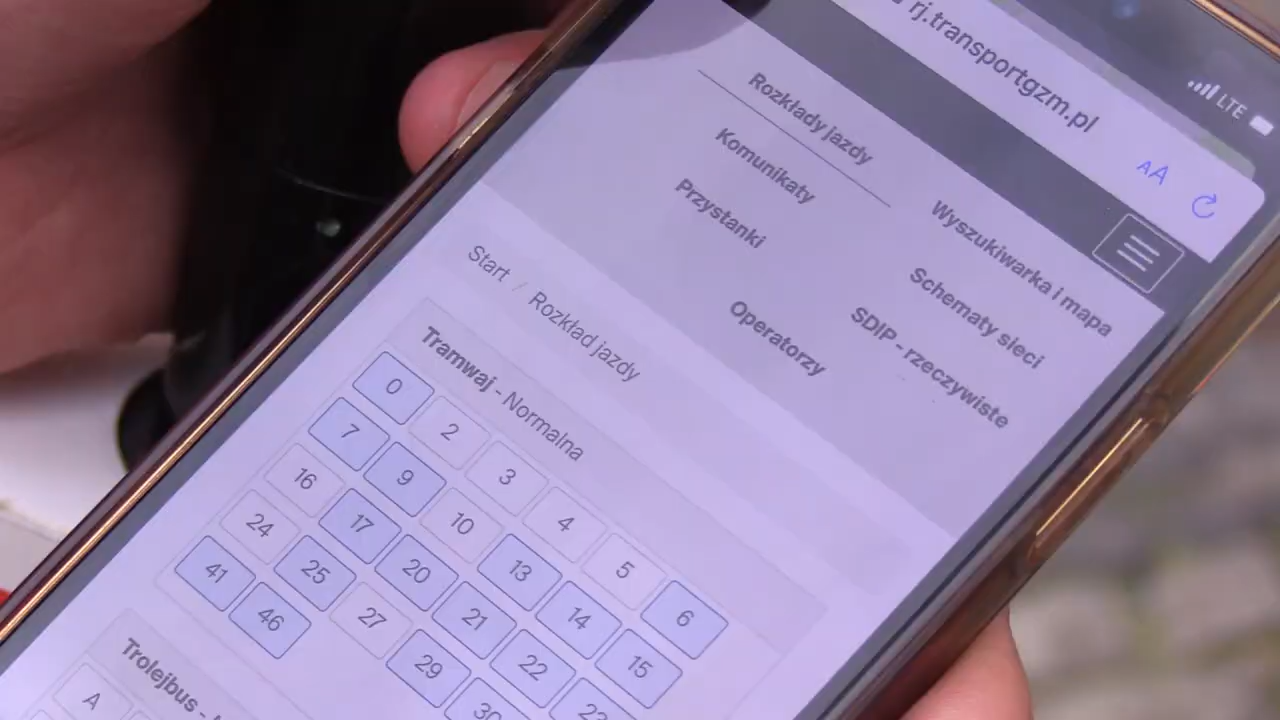 rj.transportgzm.pl
LTE
AA
Rozkłady jazdy
Wyszukiwarka i mapa
Komunikaty
Schematy sieci
Przystanki
SDIP - rzeczywiste
Operatorzy
Start / Rozkład jazdy
Tramwaj - Normalna
0 2 3 4 5 6
7 9 10 13 14 15
16 17 20 21 22 23
24 25 27 29 30
41 46
Trolejbus -
A